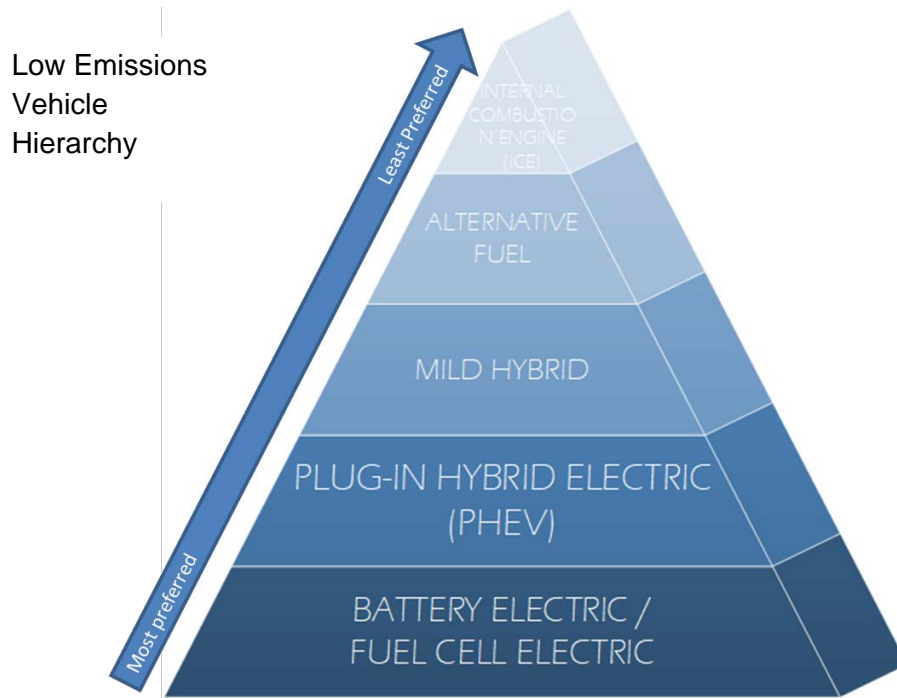 Low Emissions
Vehicle
Hierarchy
Least Preferred
Most preferred
INTERNAL
COMBUSTIO
N ENGINE
(ICE)
ALTERNATIVE
FUEL
MILD HYBRID
PLUG-IN HYBRID ELECTRIC
(PHEV)
BATTERY ELECTRIC /
FUEL CELL ELECTRIC